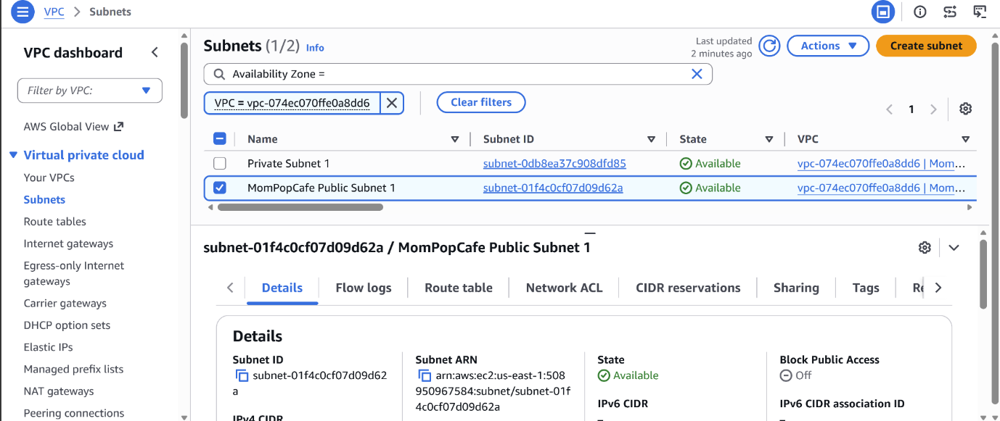 VPC > Subnets
VPC dashboard
Filter by VPC:
AWS Global View
Virtual private cloud
Your VPCs
Subnets
Route tables
Internet gateways
Egress-only Internet
gateways
Carrier gateways
DHCP option sets
Elastic IPs
Managed prefix lists
NAT gateways
Peering connections
Subnets (1/2) Info
Last updated
2 minutes ago
Actions
Create subnet
Availability Zone =
VPC = vpc-074ec070ffe0a8dd6
Clear filters
1
Name Subnet ID State VPC
Private Subnet 1 subnet-0db8ea37c908dfd85 Available vpc-074ec070ffe0a8dd6 | Mom...
MomPopCafe Public Subnet 1 subnet-01f4c0cf07d09d62a Available vpc-074ec070ffe0a8dd6 | Mom...
subnet-01f4c0cf07d09d62a / MomPopCafe Public Subnet 1
Details Flow logs Route table Network ACL CIDR reservations Sharing Tags
Details
Subnet ID
subnet-01f4c0cf07d09d62
a
IPv4 CIDR
Subnet ARN
arn:aws:ec2:us-east-1:508
950967584:subnet/subnet-01f
4c0cf07d09d62a
State
Available
IPv6 CIDR
–
Block Public Access
Off
IPv6 CIDR association ID
–